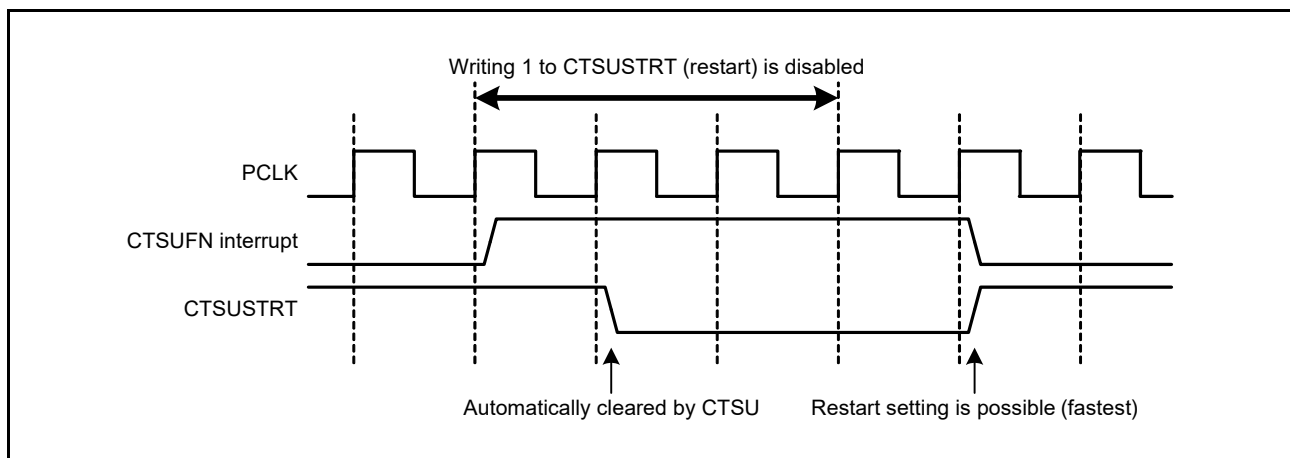 Writing 1 to CTSUSTRT (restart) is disabled
PCLK
CTSUFN interrupt
CTSUSTRT
Automatically cleared by CTSU
Restart setting is possible (fastest)